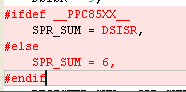 #ifdef __PPC85XX__
SPR_SUM = DSISR,
#else
SPR_SUM = 6,
#endif